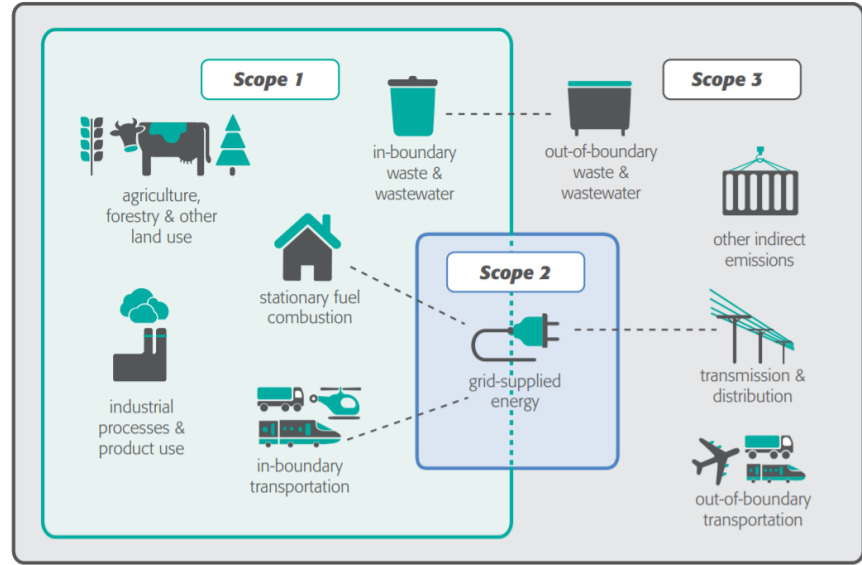 Scope 1
Scope 3
in-boundary
waste &
wastewater
out-of-boundary
waste &
wastewater
agriculture,
forestry & other
land use
other indirect
emissions
Scope 2
stationary fuel
combustion
grid-supplied
energy
transmission &
distribution
industrial
processes &
product use
in-boundary
transportation
out-of-boundary
transportation